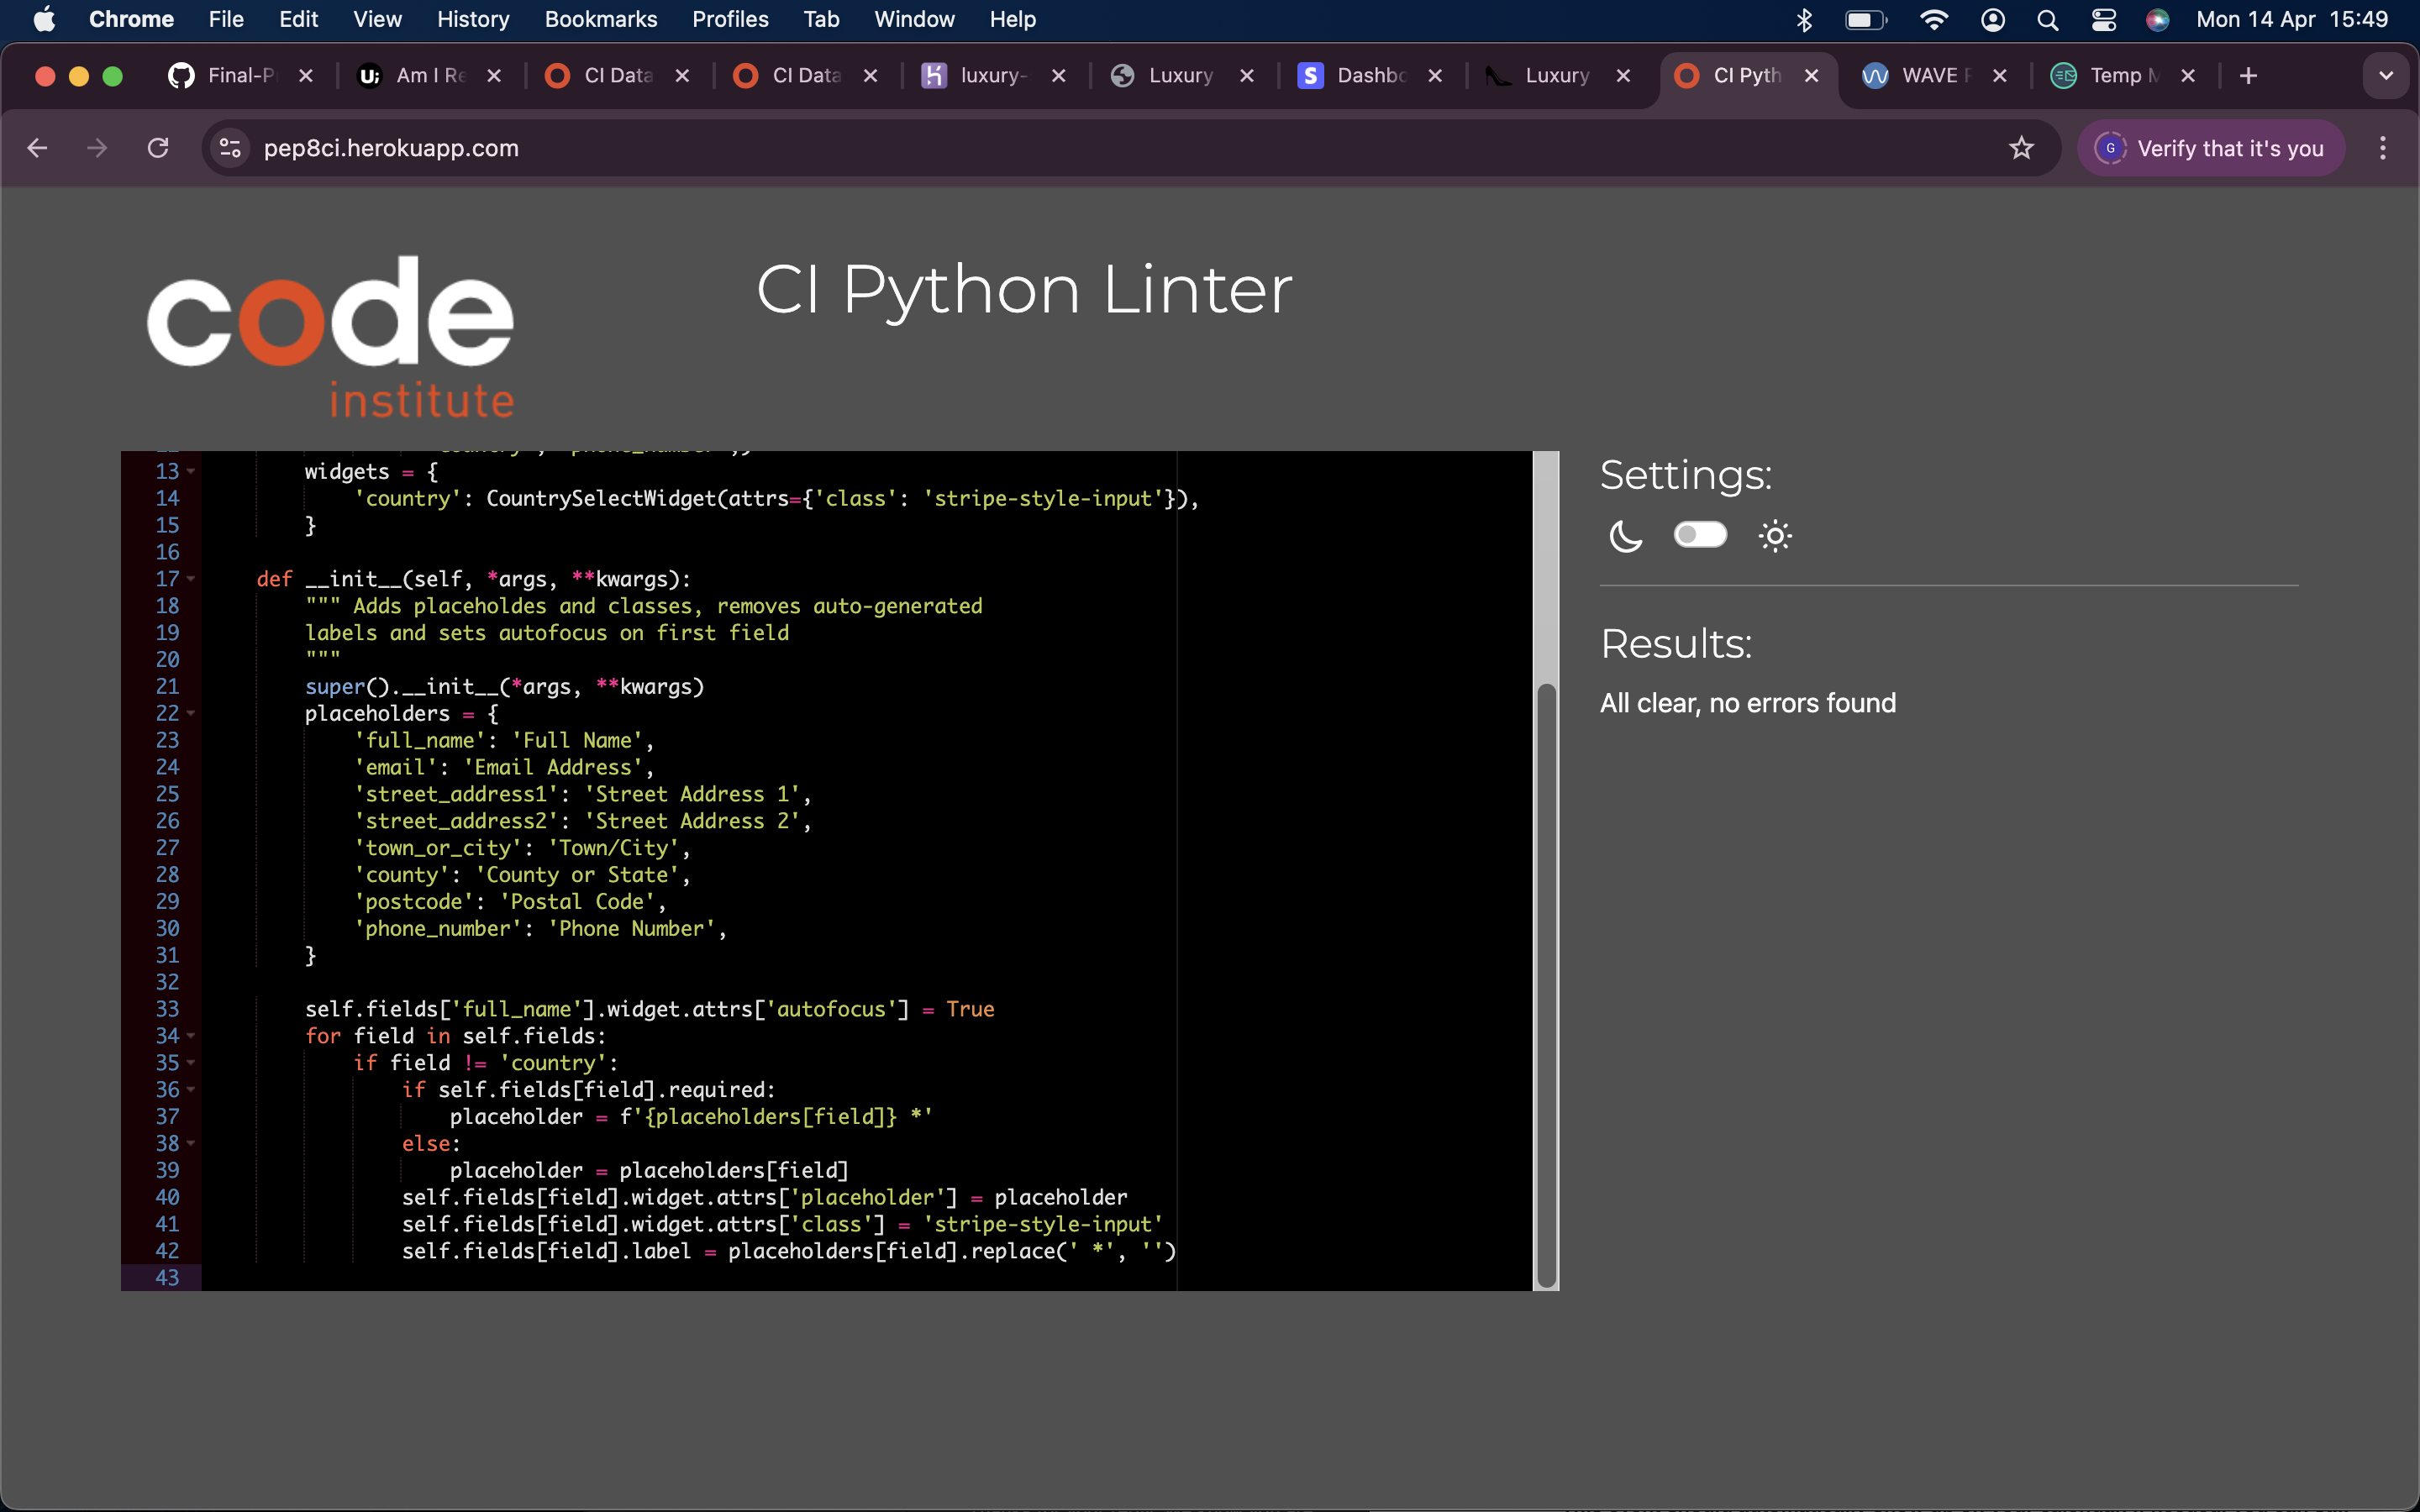 Chrome File Edit View History Bookmarks Profiles Tab Window Help Mon 14 Apr 15:49
Final-P Am I Re CI Data CI Data luxury- Luxury Dashbo Luxury CI Pyth WAVE Temp M
pep8ci.herokuapp.com
G Verify that it's you
code
institute
CI Python Linter
13 widgets = {
14 'country': CountrySelectWidget(attrs={'class': 'stripe-style-input'}),
15 }
16
17 def __init__(self, *args, **kwargs):
18 """ Adds placeholdes and classes, removes auto-generated
19 labels and sets autofocus on first field
20 """
21 super().__init__(*args, **kwargs)
22 placeholders = {
23 'full_name': 'Full Name',
24 'email': 'Email Address',
25 'street_address1': 'Street Address 1',
26 'street_address2': 'Street Address 2',
27 'town_or_city': 'Town/City',
28 'county': 'County or State',
29 'postcode': 'Postal Code',
30 'phone_number': 'Phone Number',
31 }
32
33 self.fields['full_name'].widget.attrs['autofocus'] = True
34 for field in self.fields:
35 if field != 'country':
36 if self.fields[field].required:
37 placeholder = f'{placeholders[field]} *'
38 else:
39 placeholder = placeholders[field]
40 self.fields[field].widget.attrs['placeholder'] = placeholder
41 self.fields[field].widget.attrs['class'] = 'stripe-style-input'
42 self.fields[field].label = placeholders[field].replace(' *', '')
43
Settings:
Results:
All clear, no errors found